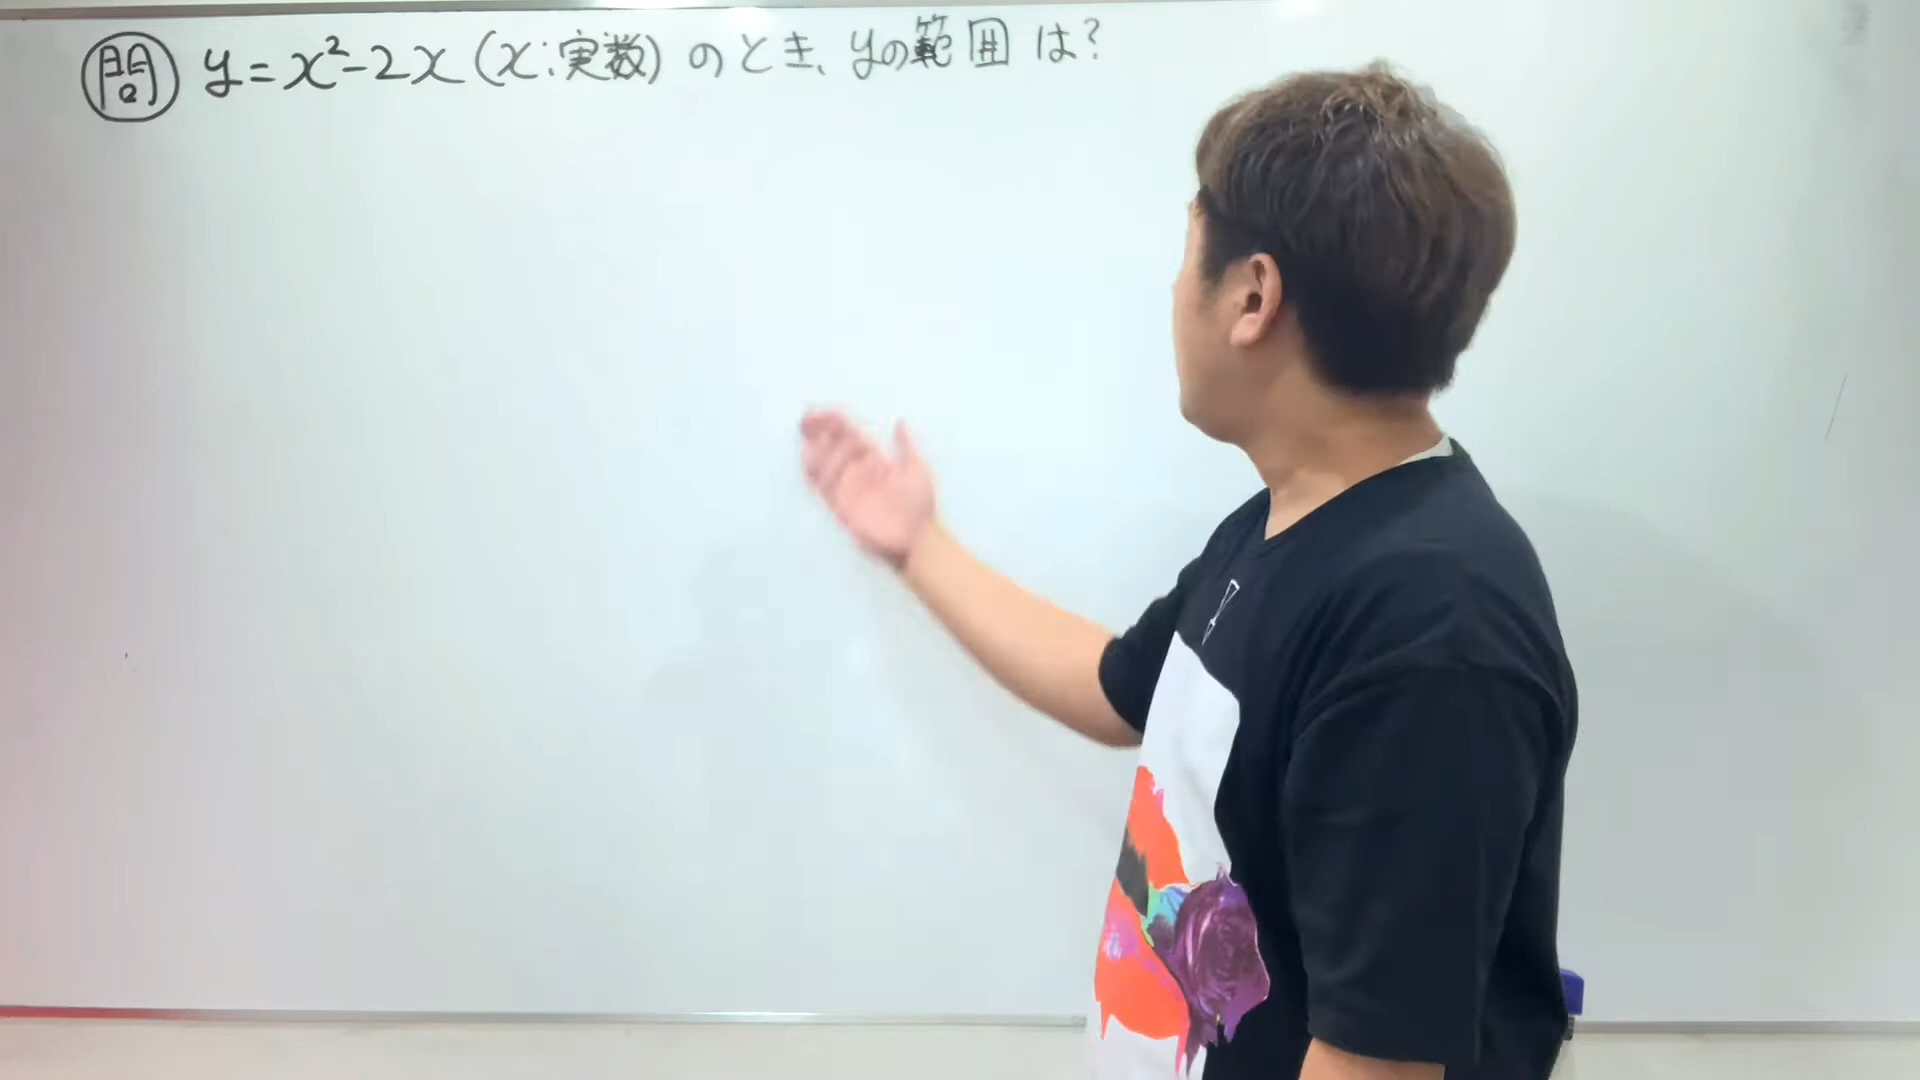 問 y=x²-2x (x:実数) のとき、yの範囲は?